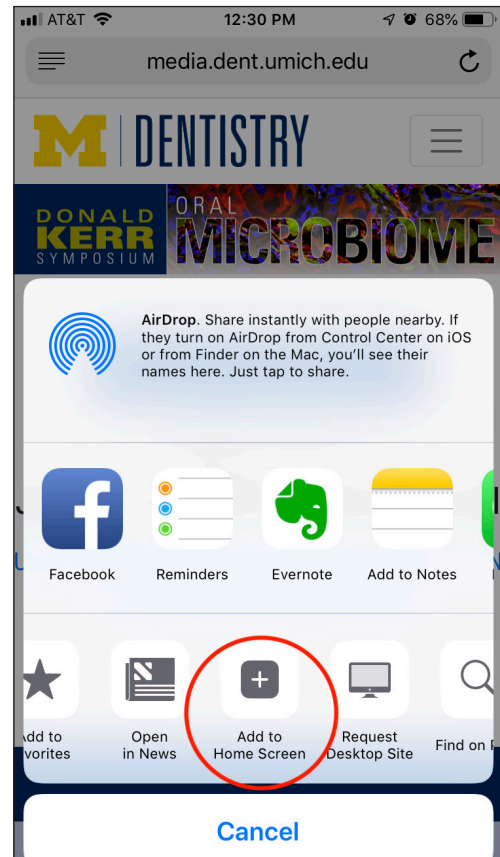 AT&T 12:30 PM 68%
media.dent.umich.edu
M DENTISTRY
DONALD
KERR
SYMPOSIUM
ORAL
MICROBIOME
AirDrop. Share instantly with people nearby. If
they turn on AirDrop from Control Center on iOS
or from Finder on the Mac, you'll see their
names here. Just tap to share.
Facebook Reminders Evernote Add to Notes
dd to
vorites
Open
in News
Add to
Home Screen
Request
Desktop Site
Find on
Cancel